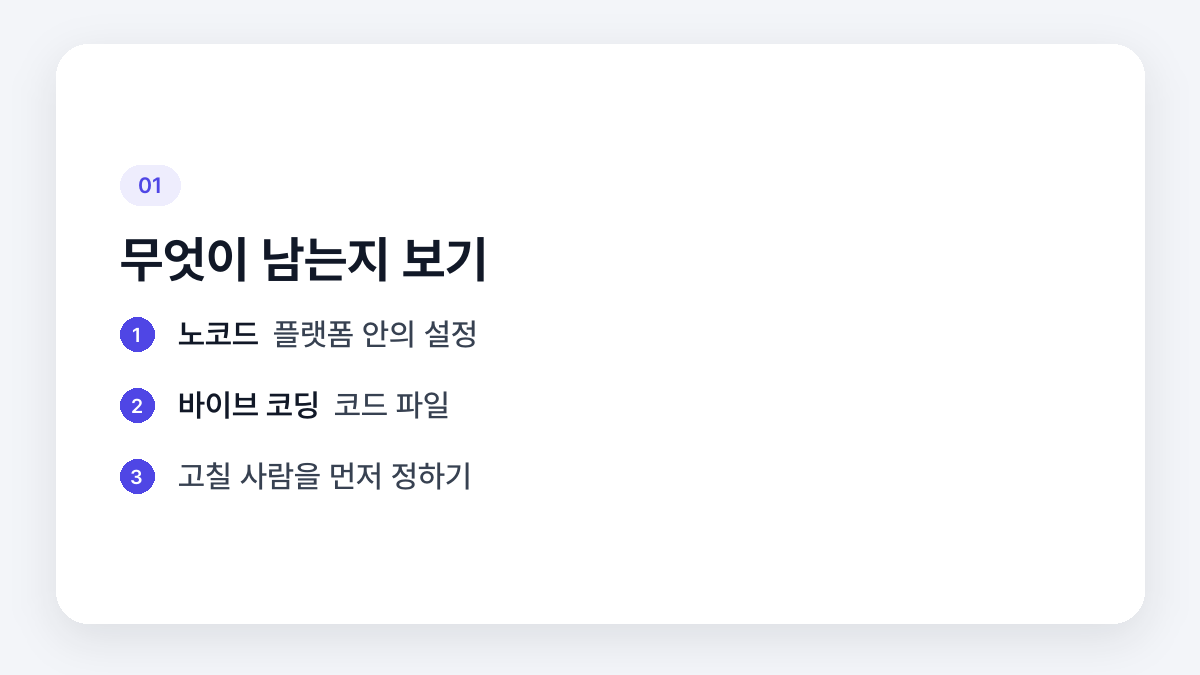 01
무엇이 남는지 보기
1 노코드 플랫폼 안의 설정
2 바이브 코딩 코드 파일
3 고칠 사람을 먼저 정하기